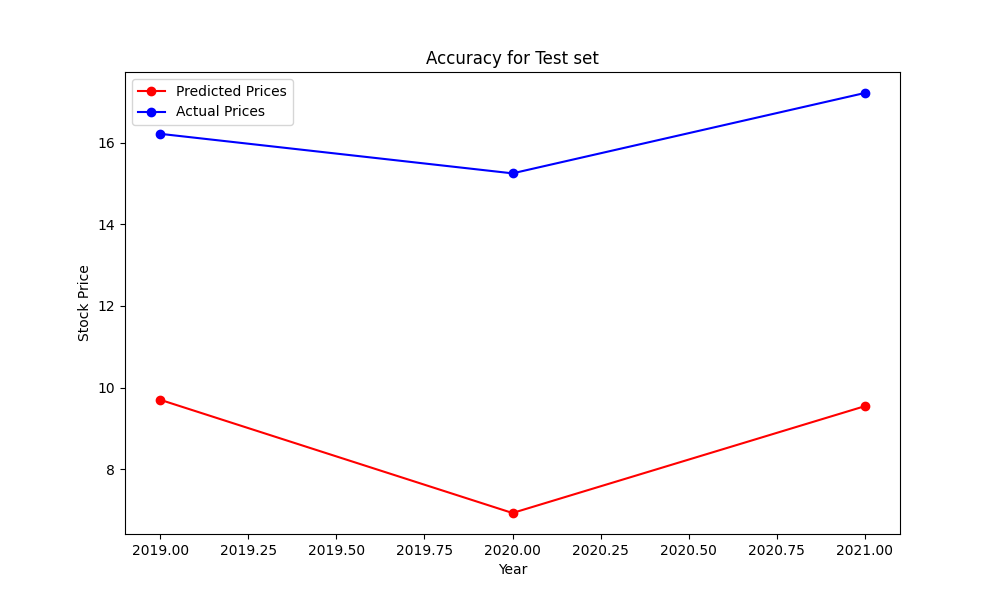 Accuracy for Test set
Predicted Prices
Actual Prices
16
14
12
10
8
Stock Price
2019.00 2019.25 2019.50 2019.75 2020.00 2020.25 2020.50 2020.75 2021.00
Year